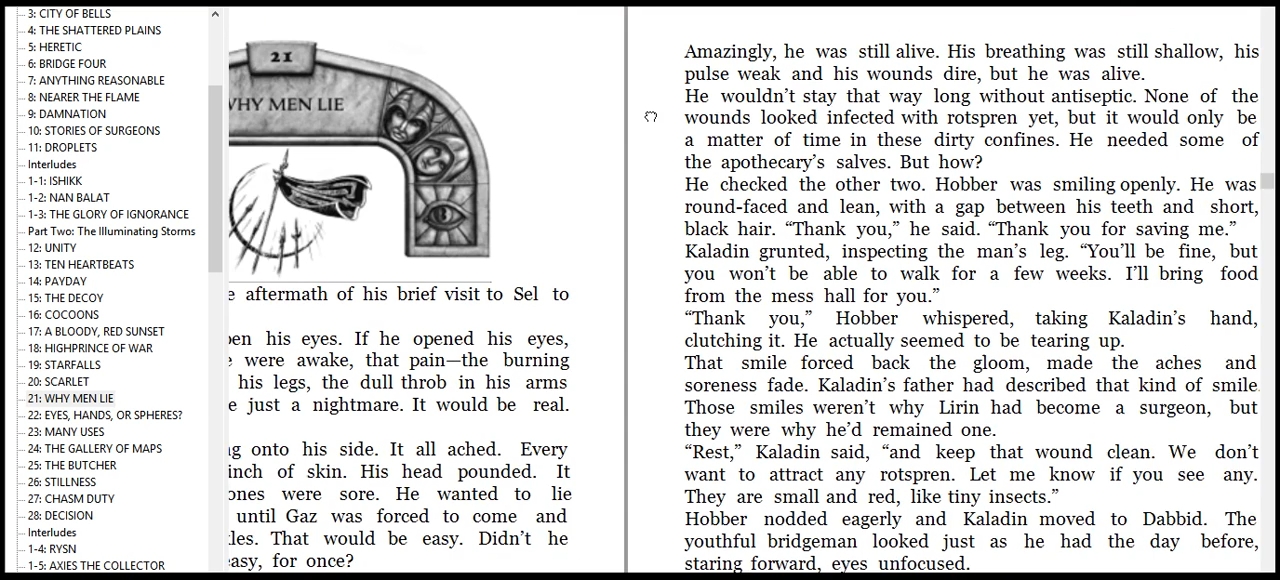 3: CITY OF BELLS
4: THE SHATTERED PLAINS
5: HERETIC
6: BRIDGE FOUR
7: ANYTHING REASONABLE
8: NEARER THE FLAME
9: DAMNATION
10: STORIES OF SURGEONS
11: DROPLETS
Interludes
1-1: ISHIKK
1-2: NAN BALAT
1-3: THE GLORY OF IGNORANCE
Part Two: The Illuminating Storms
12: UNITY
13: TEN HEARTBEATS
14: PAYDAY
15: THE DECOY
16: COCOONS
17: A BLOODY, RED SUNSET
18: HIGHPRINCE OF WAR
19: STARFALLS
20: SCARLET
21: WHY MEN LIE
22: EYES, HANDS, OR SPHERES?
23: MANY USES
24: THE GALLERY OF MAPS
25: THE BUTCHER
26: STILLNESS
27: CHASM DUTY
28: DECISION
Interludes
1-4: RYSN
1-5: AXIES THE COLLECTOR
21
WHY MEN LIE
e aftermath of his brief visit to Sel to
en his eyes. If he opened his eyes,
e were awake, that pain—the burning
his legs, the dull throb in his arms
e just a nightmare. It would be real.
g onto his side. It all ached. Every
inch of skin. His head pounded. It
ones were sore. He wanted to lie
until Gaz was forced to come and
kles. That would be easy. Didn't he
easy, for once?
Amazingly, he was still alive. His breathing was still shallow, his
pulse weak and his wounds dire, but he was alive.
He wouldn't stay that way long without antiseptic. None of the
wounds looked infected with rotspren yet, but it would only be
a matter of time in these dirty confines. He needed some of
the apothecary's salves. But how?
He checked the other two. Hobber was smiling openly. He was
round-faced and lean, with a gap between his teeth and short,
black hair. “Thank you,” he said. “Thank you for saving me.”
Kaladin grunted, inspecting the man's leg. “You'll be fine, but
you won't be able to walk for a few weeks. I'll bring food
from the mess hall for you.”
“Thank you,” Hobber whispered, taking Kaladin's hand,
clutching it. He actually seemed to be tearing up.
That smile forced back the gloom, made the aches and
soreness fade. Kaladin's father had described that kind of smile.
Those smiles weren't why Lirin had become a surgeon, but
they were why he'd remained one.
“Rest,” Kaladin said, “and keep that wound clean. We don't
want to attract any rotspren. Let me know if you see any.
They are small and red, like tiny insects.”
Hobber nodded eagerly and Kaladin moved to Dabbid. The
youthful bridgeman looked just as he had the day before,
staring forward, eyes unfocused.